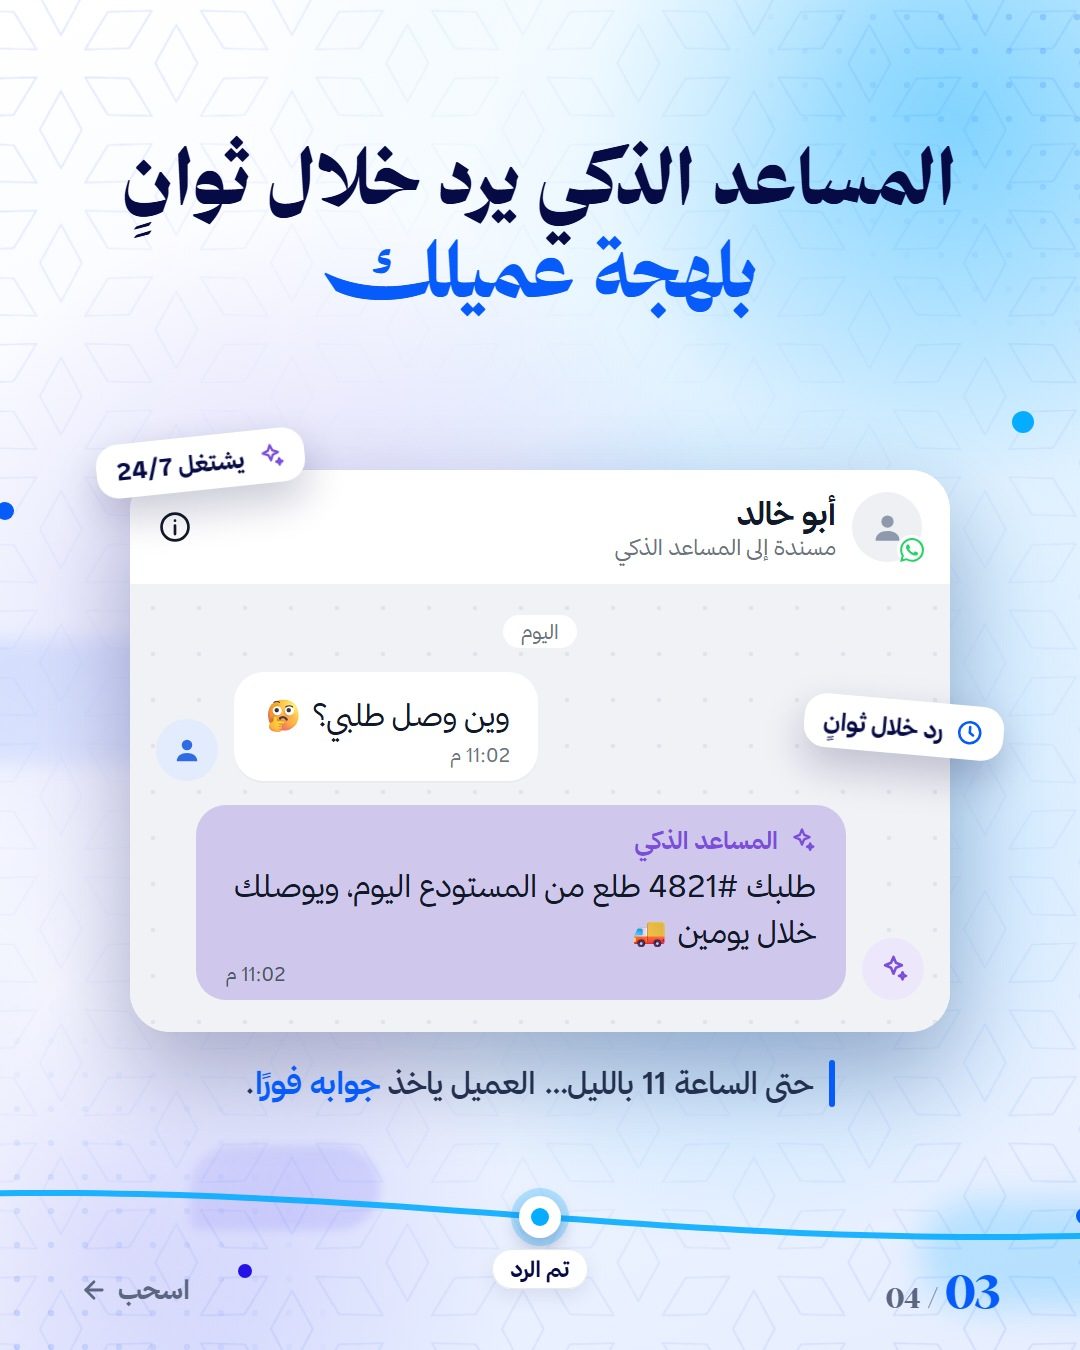 المساعد الذكي يرد خلال ثوانٍ
بلهجة عميلك
يشتغل 24/7
أبو خالد
مسندة إلى المساعد الذكي
اليوم
وين وصل طلبي؟ 🤔
11:02 م
رد خلال ثوانٍ
المساعد الذكي
طلبك #4821 طلع من المستودع اليوم، ويوصلك
خلال يومين 🚚
11:02 م
حتى الساعة 11 بالليل... العميل ياخذ جوابه فورًا.
تم الرد
03 / 04
اسحب ←